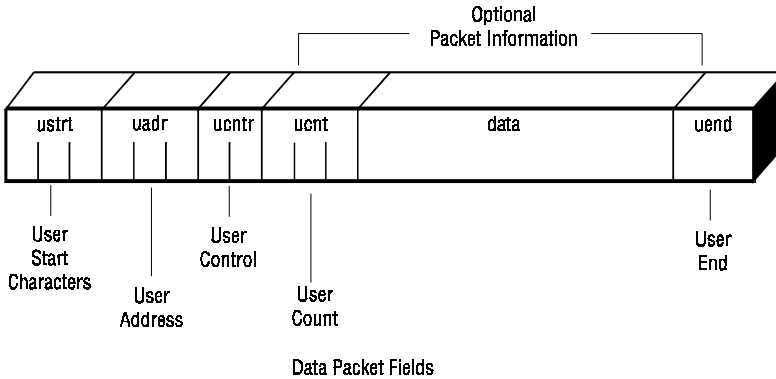 Optional
Packet Information
ustrt uadr ucntr ucnt data uend
User
Start
Characters
User
Address
User
Control
User
Count
User
End
Data Packet Fields